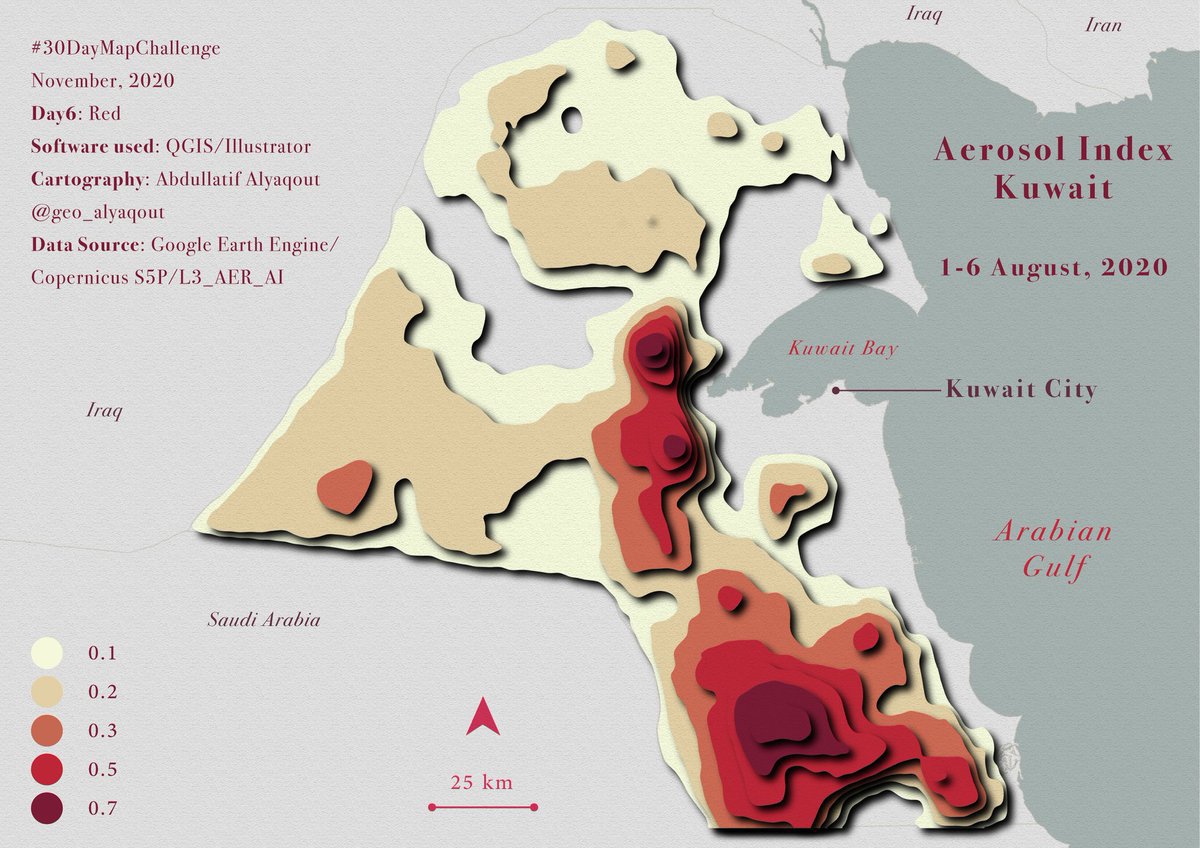 #30DayMapChallenge
November, 2020
Day6: Red
Software used: QGIS/Illustrator
Cartography: Abdullatif Alyaqout
@geo_alyaqout
Data Source: Google Earth Engine/
Copernicus S5P/L3_AER_AI
Iraq
Iran
Aerosol Index
Kuwait
1-6 August, 2020
Kuwait Bay
Kuwait City
Iraq
Arabian
Gulf
Saudi Arabia
0.1
0.2
0.3
0.5
0.7
25 km